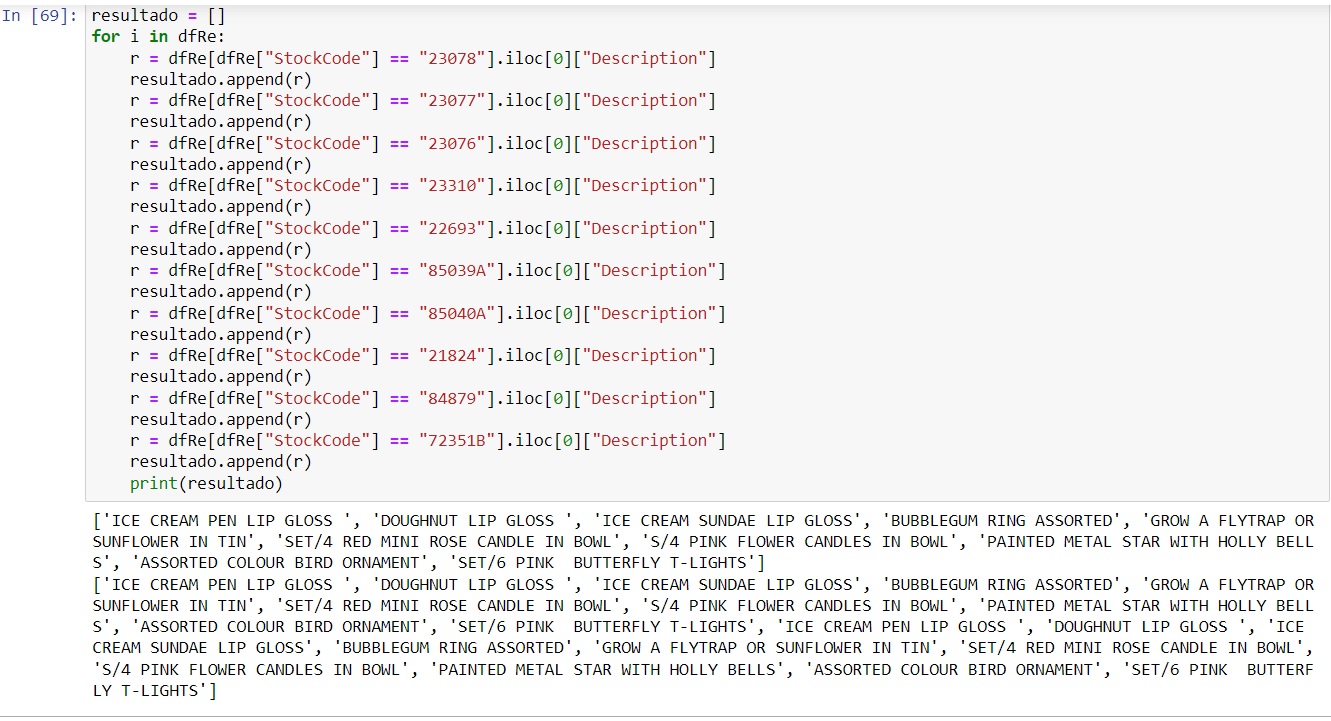 In [69]: resultado = []
for i in dfRe:
    r = dfRe[dfRe["StockCode"] == "23078"].iloc[0]["Description"]
    resultado.append(r)
    r = dfRe[dfRe["StockCode"] == "23077"].iloc[0]["Description"]
    resultado.append(r)
    r = dfRe[dfRe["StockCode"] == "23076"].iloc[0]["Description"]
    resultado.append(r)
    r = dfRe[dfRe["StockCode"] == "23310"].iloc[0]["Description"]
    resultado.append(r)
    r = dfRe[dfRe["StockCode"] == "22693"].iloc[0]["Description"]
    resultado.append(r)
    r = dfRe[dfRe["StockCode"] == "85039A"].iloc[0]["Description"]
    resultado.append(r)
    r = dfRe[dfRe["StockCode"] == "85040A"].iloc[0]["Description"]
    resultado.append(r)
    r = dfRe[dfRe["StockCode"] == "21824"].iloc[0]["Description"]
    resultado.append(r)
    r = dfRe[dfRe["StockCode"] == "84879"].iloc[0]["Description"]
    resultado.append(r)
    r = dfRe[dfRe["StockCode"] == "72351B"].iloc[0]["Description"]
    resultado.append(r)
    print(resultado)
['ICE CREAM PEN LIP GLOSS ', 'DOUGHNUT LIP GLOSS ', 'ICE CREAM SUNDAE LIP GLOSS', 'BUBBLEGUM RING ASSORTED', 'GROW A FLYTRAP OR
SUNFLOWER IN TIN', 'SET/4 RED MINI ROSE CANDLE IN BOWL', 'S/4 PINK FLOWER CANDLES IN BOWL', 'PAINTED METAL STAR WITH HOLLY BELL
S', 'ASSORTED COLOUR BIRD ORNAMENT', 'SET/6 PINK  BUTTERFLY T-LIGHTS']
['ICE CREAM PEN LIP GLOSS ', 'DOUGHNUT LIP GLOSS ', 'ICE CREAM SUNDAE LIP GLOSS', 'BUBBLEGUM RING ASSORTED', 'GROW A FLYTRAP OR
SUNFLOWER IN TIN', 'SET/4 RED MINI ROSE CANDLE IN BOWL', 'S/4 PINK FLOWER CANDLES IN BOWL', 'PAINTED METAL STAR WITH HOLLY BELL
S', 'ASSORTED COLOUR BIRD ORNAMENT', 'SET/6 PINK  BUTTERFLY T-LIGHTS', 'ICE CREAM PEN LIP GLOSS ', 'DOUGHNUT LIP GLOSS ', 'ICE
CREAM SUNDAE LIP GLOSS', 'BUBBLEGUM RING ASSORTED', 'GROW A FLYTRAP OR SUNFLOWER IN TIN', 'SET/4 RED MINI ROSE CANDLE IN BOWL',
'S/4 PINK FLOWER CANDLES IN BOWL', 'PAINTED METAL STAR WITH HOLLY BELLS', 'ASSORTED COLOUR BIRD ORNAMENT', 'SET/6 PINK  BUTTERF
LY T-LIGHTS']